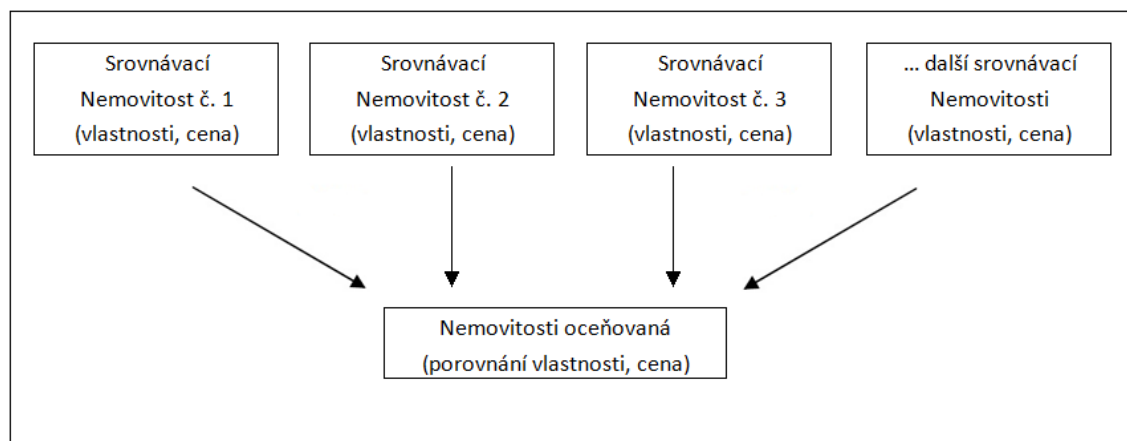 Srovnávací
Nemovitost č. 1
(vlastnosti, cena)
Srovnávací
Nemovitost č. 2
(vlastnosti, cena)
Srovnávací
Nemovitost č. 3
(vlastnosti, cena)
... další srovnávací
Nemovitosti
(vlastnosti, cena)
Nemovitosti oceňovaná
(porovnání vlastnosti, cena)